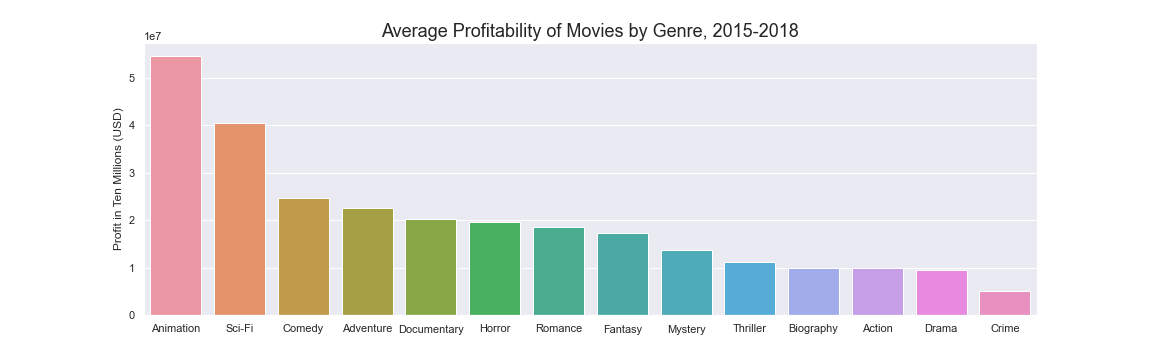 Average Profitability of Movies by Genre, 2015-2018
1e7
Profit in Ten Millions (USD)
5
4
3
2
1
0
Animation Sci-Fi Comedy Adventure Documentary Horror Romance Fantasy Mystery Thriller Biography Action Drama Crime